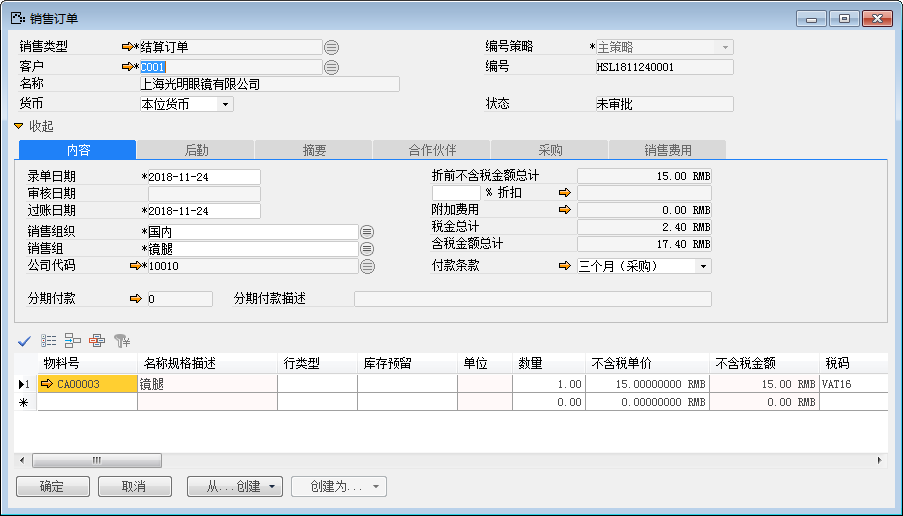 销售订单
销售类型 *结算订单 编号策略 *主策略
客户 *C001 编号 HSL1811240001
名称 上海光明眼镜有限公司
货币 本位货币 状态 未审批
收起
内容 后勤 摘要 合作伙伴 采购 销售费用
录单日期 *2018-11-24 折前不含税金额总计 15.00 RMB
审核日期 % 折扣
过账日期 *2018-11-24 附加费用 0.00 RMB
销售组织 *国内 税金总计 2.40 RMB
销售组 *镜腿 含税金额总计 17.40 RMB
公司代码 *10010 付款条款 三个月（采购）
分期付款 0 分期付款描述
物料号 名称规格描述 行类型 库存预留 单位 数量 不含税单价 不含税金额 税码
1 CA00003 镜腿 1.00 15.00000000 RMB 15.00 RMB VAT16
* 0.00 0.00000000 RMB 0.00 RMB
确定 取消 从...创建 创建为...